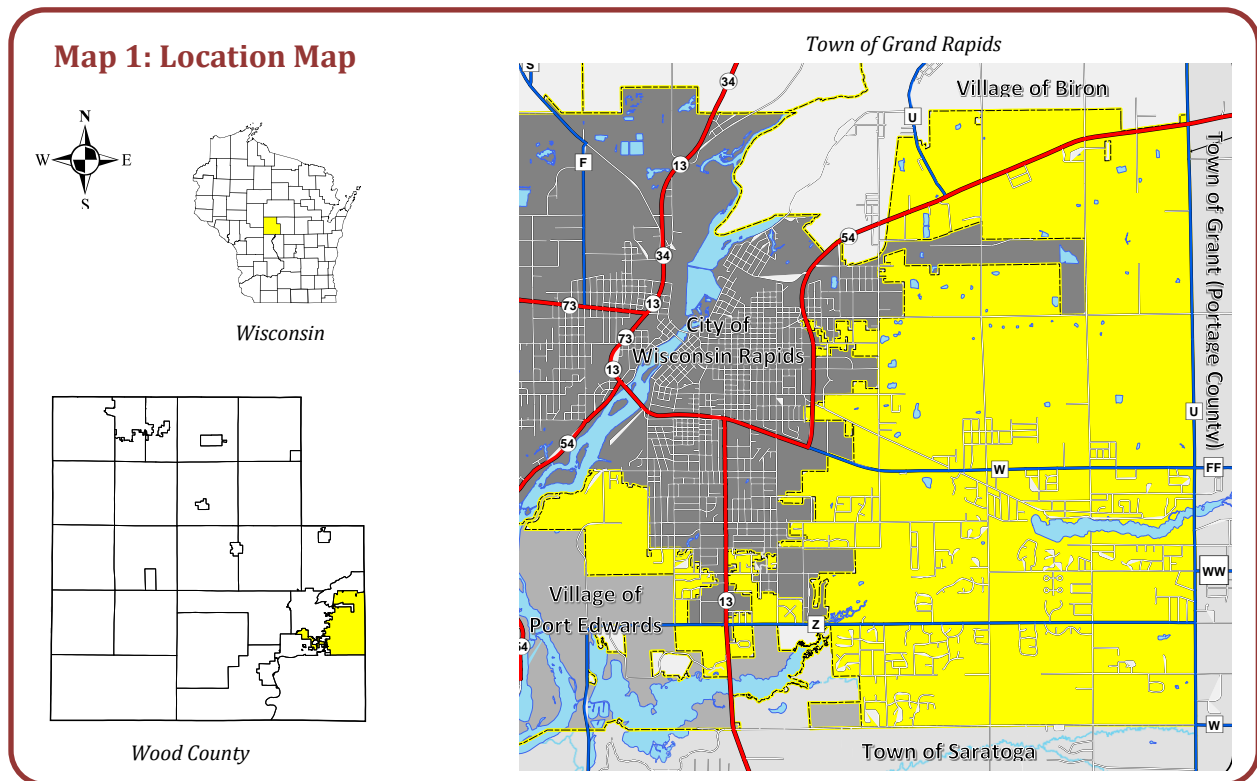 Map 1: Location Map
N
W E
S
Wisconsin
Wood County
Town of Grand Rapids
S
34
Village of Biron
U
F
13
54
34
73
13
City of
Wisconsin Rapids
73
13
54
Town of Grant (Portage County)
U
W
FF
WW
Village of
Port Edwards
13
Z
54
W
Town of Saratoga